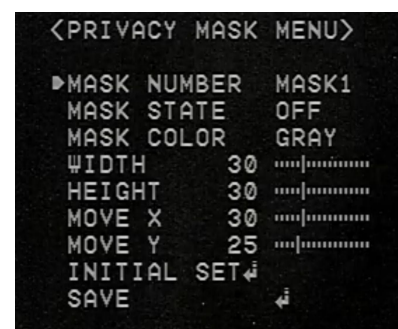 <PRIVACY MASK MENU>
MASK NUMBER MASK1
MASK STATE OFF
MASK COLOR GRAY
WIDTH 30
HEIGHT 30
MOVE X 30
MOVE Y 25
INITIAL SET↲
SAVE ↲